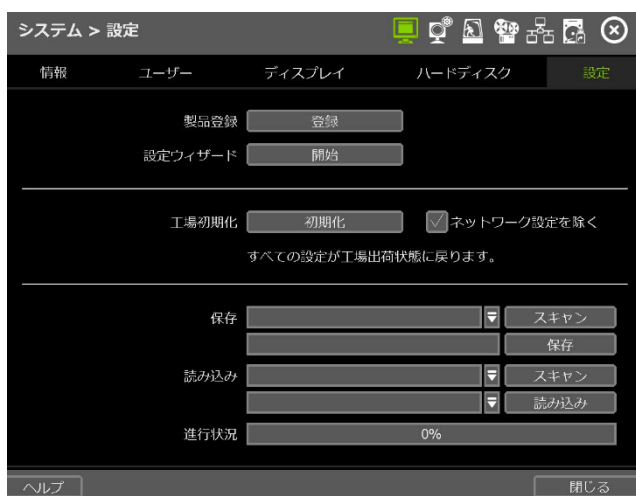 システム > 設定
情報 ユーザー ディスプレイ ハードディスク 設定
製品登録 登録
設定ウィザード 開始
工場初期化 初期化 ネットワーク設定を除く
すべての設定が工場出荷状態に戻ります。
保存 スキャン
保存
読み込み スキャン
読み込み
進行状況 0%
ヘルプ 閉じる